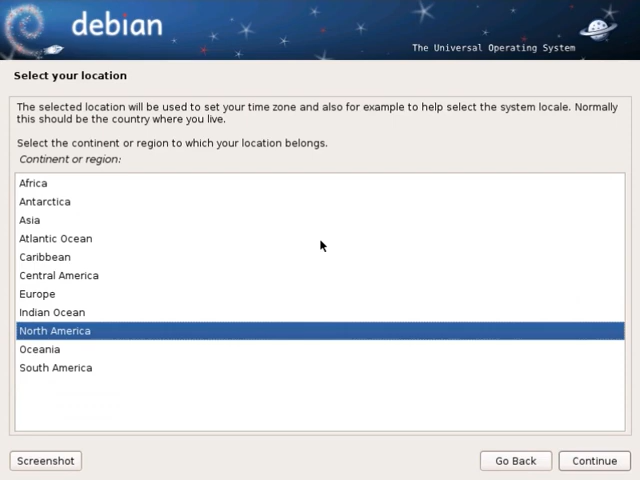 debian
The Universal Operating System
Select your location
The selected location will be used to set your time zone and also for example to help select the system locale. Normally
this should be the country where you live.
Select the continent or region to which your location belongs.
Continent or region:
Africa
Antarctica
Asia
Atlantic Ocean
Caribbean
Central America
Europe
Indian Ocean
North America
Oceania
South America
Screenshot
Go Back
Continue